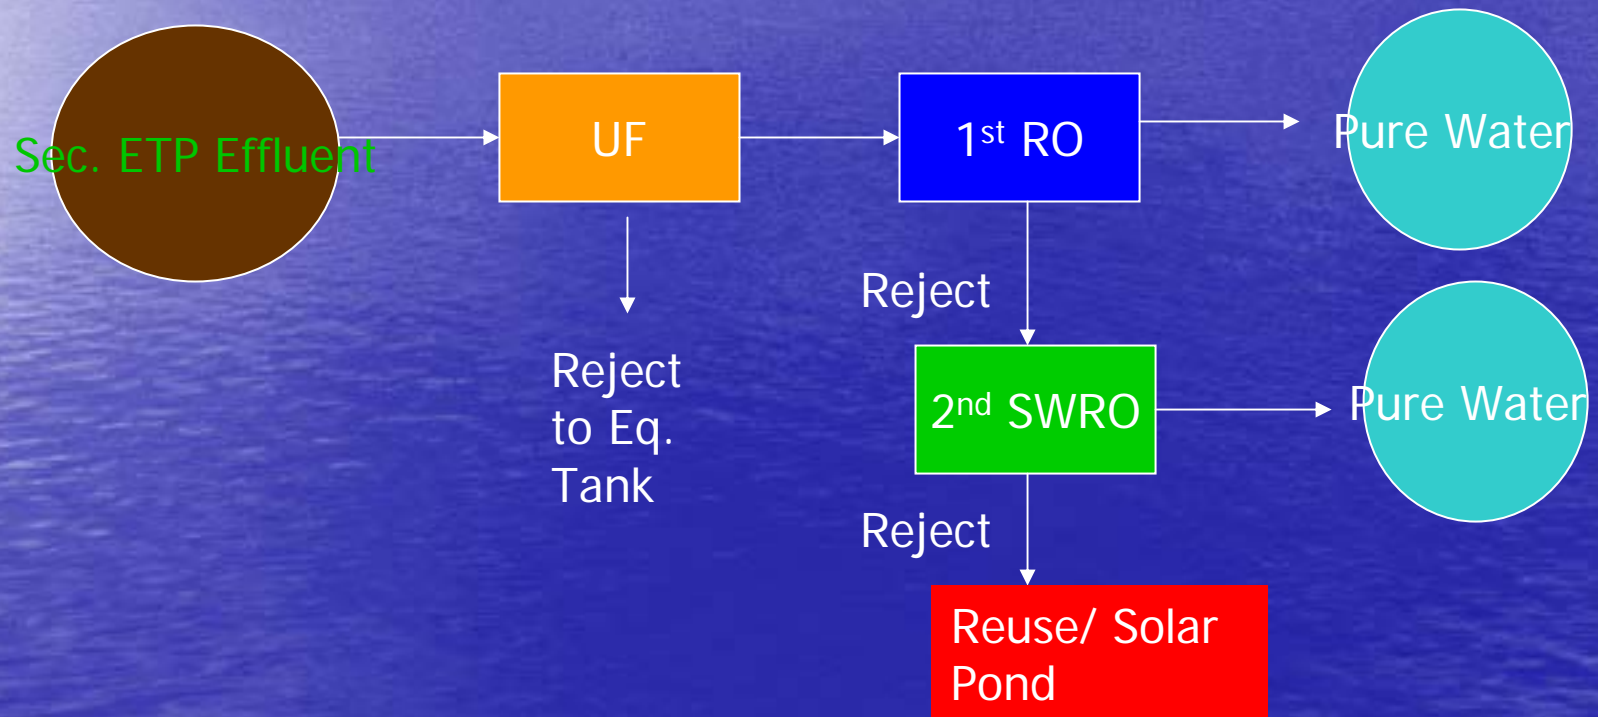 Sec. ETP Effluent
UF
1st RO
Pure Water
Reject
to Eq.
Tank
Reject
2nd SWRO
Pure Water
Reject
Reuse/ Solar
Pond